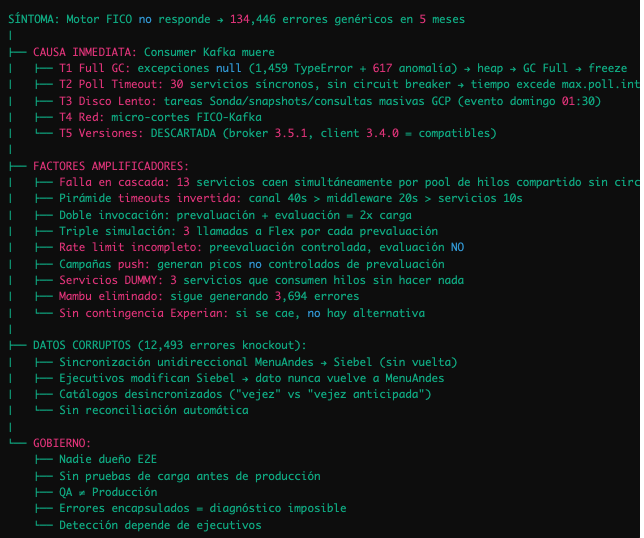 SÍNTOMA: Motor FICO no responde → 134,446 errores genéricos en 5 meses
│
├── CAUSA INMEDIATA: Consumer Kafka muere
│   ├── T1 Full GC: excepciones null (1,459 TypeError + 617 anomalía) → heap → GC Full → freeze
│   ├── T2 Poll Timeout: 30 servicios síncronos, sin circuit breaker → tiempo excede max.poll.int
│   ├── T3 Disco Lento: tareas Sonda/snapshots/consultas masivas GCP (evento domingo 01:30)
│   ├── T4 Red: micro-cortes FICO-Kafka
│   └── T5 Versiones: DESCARTADA (broker 3.5.1, client 3.4.0 = compatibles)
│
├── FACTORES AMPLIFICADORES:
│   ├── Falla en cascada: 13 servicios caen simultáneamente por pool de hilos compartido sin circ
│   ├── Pirámide timeouts invertida: canal 40s > middleware 20s > servicios 10s
│   ├── Doble invocación: prevaluación + evaluación = 2x carga
│   ├── Triple simulación: 3 llamadas a Flex por cada prevaluación
│   ├── Rate limit incompleto: preevaluación controlada, evaluación NO
│   ├── Campañas push: generan picos no controlados de prevaluación
│   ├── Servicios DUMMY: 3 servicios que consumen hilos sin hacer nada
│   ├── Mambu eliminado: sigue generando 3,694 errores
│   └── Sin contingencia Experian: si se cae, no hay alternativa
│
├── DATOS CORRUPTOS (12,493 errores knockout):
│   ├── Sincronización unidireccional MenuAndes → Siebel (sin vuelta)
│   ├── Ejecutivos modifican Siebel → dato nunca vuelve a MenuAndes
│   ├── Catálogos desincronizados ("vejez" vs "vejez anticipada")
│   └── Sin reconciliación automática
│
└── GOBIERNO:
    ├── Nadie dueño E2E
    ├── Sin pruebas de carga antes de producción
    ├── QA ≠ Producción
    ├── Errores encapsulados = diagnóstico imposible
    └── Detección depende de ejecutivos